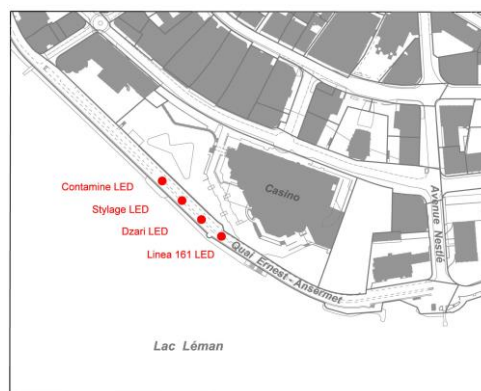 Contamine LED
Stylage LED
Dzari LED
Linea 161 LED
Casino
Quai Ernest - Ansermet
Avenue Nestlé
Lac Léman